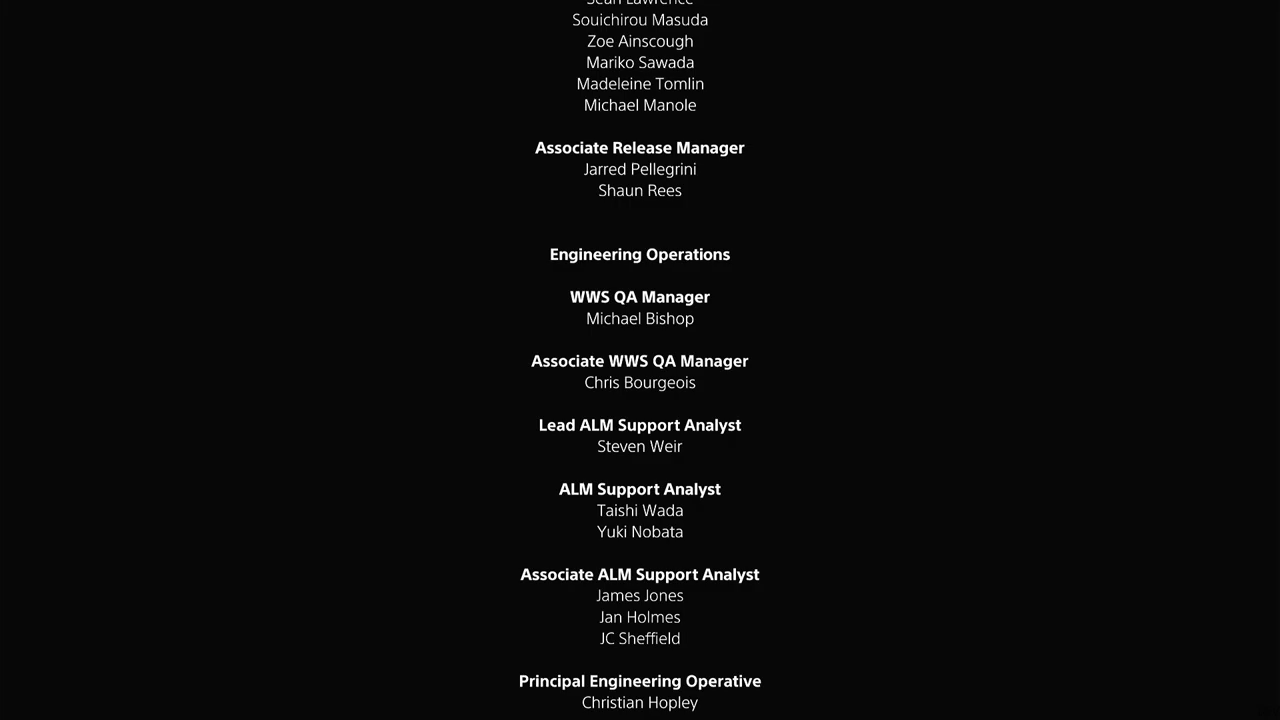 Sean Lawrence
Souichirou Masuda
Zoe Ainscough
Mariko Sawada
Madeleine Tomlin
Michael Manole
Associate Release Manager
Jarred Pellegrini
Shaun Rees
Engineering Operations
WWS QA Manager
Michael Bishop
Associate WWS QA Manager
Chris Bourgeois
Lead ALM Support Analyst
Steven Weir
ALM Support Analyst
Taishi Wada
Yuki Nobata
Associate ALM Support Analyst
James Jones
Jan Holmes
JC Sheffield
Principal Engineering Operative
Christian Hopley